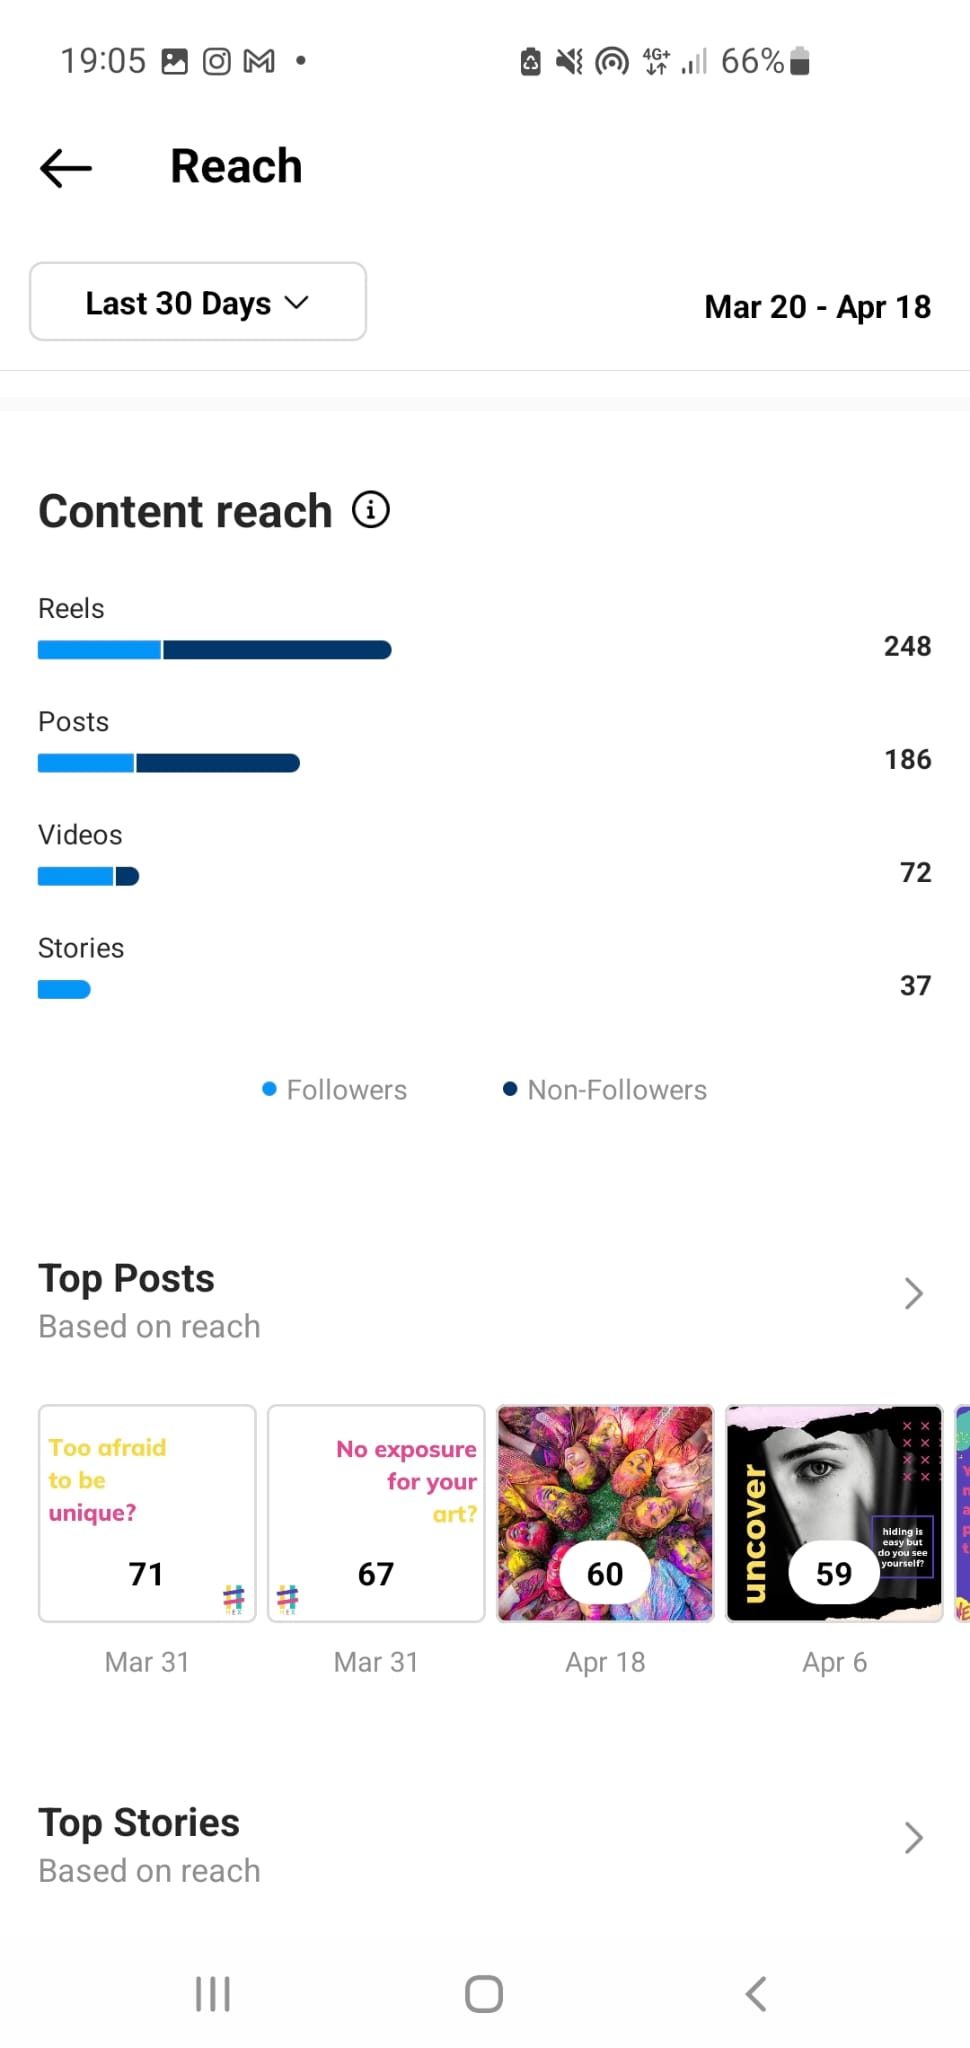 19:05
4G+
66%
Reach
Last 30 Days
Mar 20 - Apr 18
Content reach
Reels
248
Posts
186
Videos
72
Stories
37
Followers
Non-Followers
Top Posts
Based on reach
Too afraid
to be
unique?
71
HEX
Mar 31
No exposure
for your
art?
67
HEX
Mar 31
60
Apr 18
uncover
hiding is
easy but
do you see
yourself?
59
Apr 6
Top Stories
Based on reach